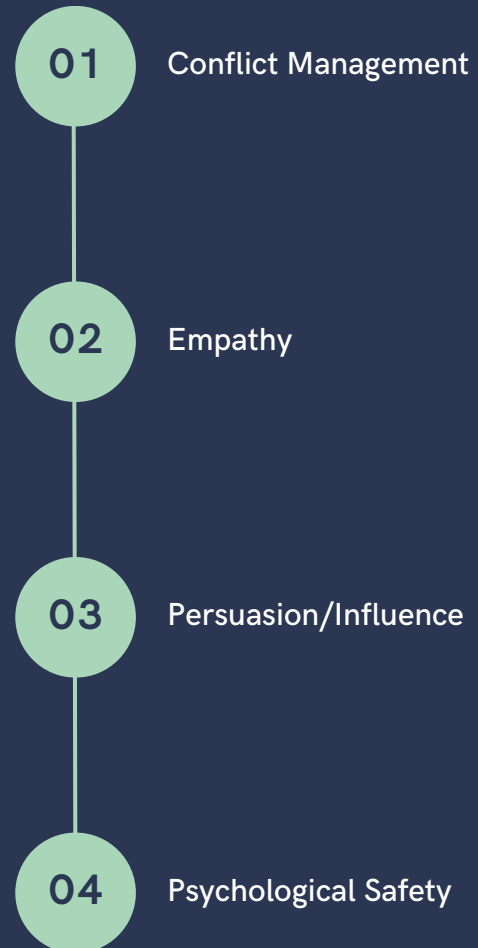 01 Conflict Management
02 Empathy
03 Persuasion/Influence
04 Psychological Safety